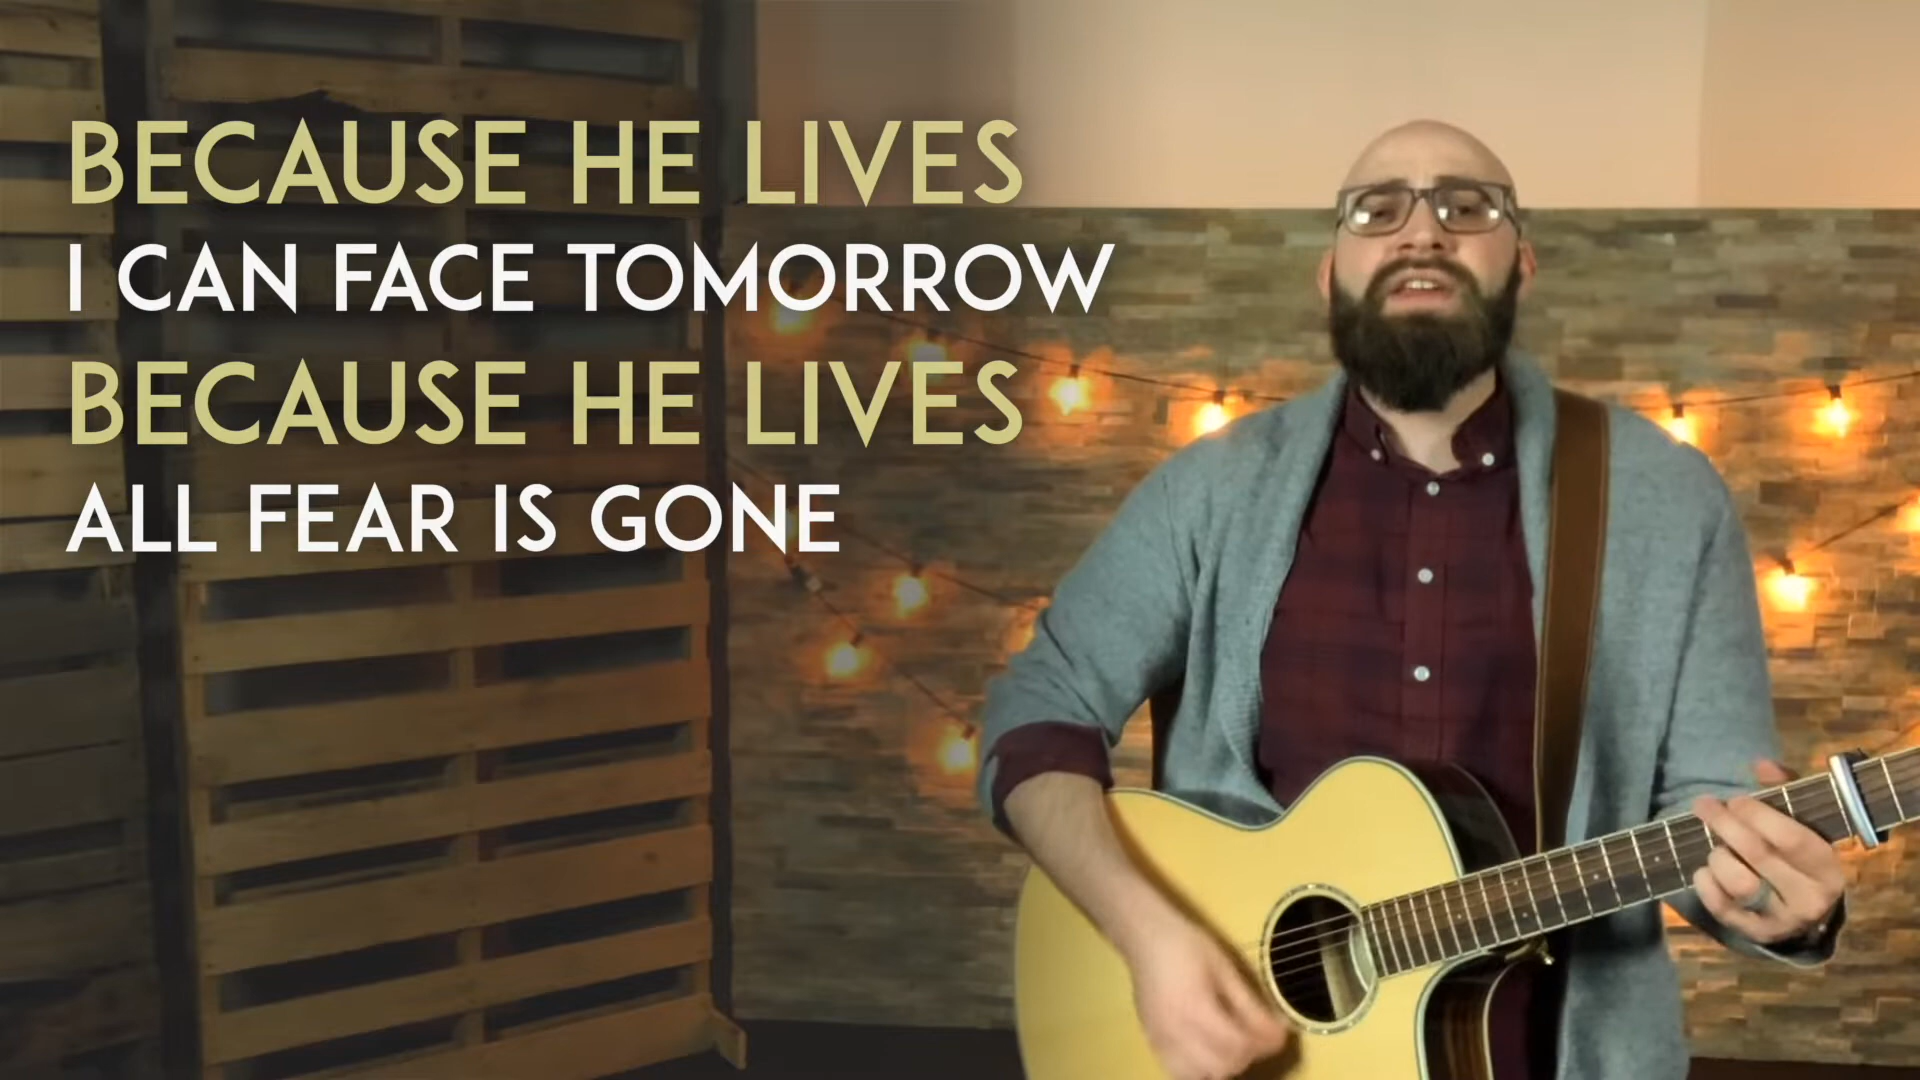 BECAUSE HE LIVES
I CAN FACE TOMORROW
BECAUSE HE LIVES
ALL FEAR IS GONE